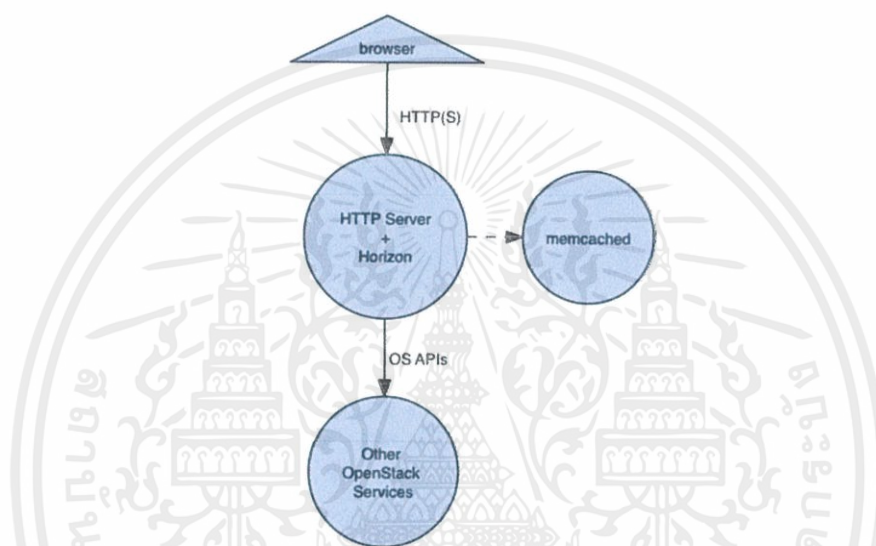 browser
HTTP(S)
HTTP Server
+
Horizon
memcached
OS APIs
Other
OpenStack
Services